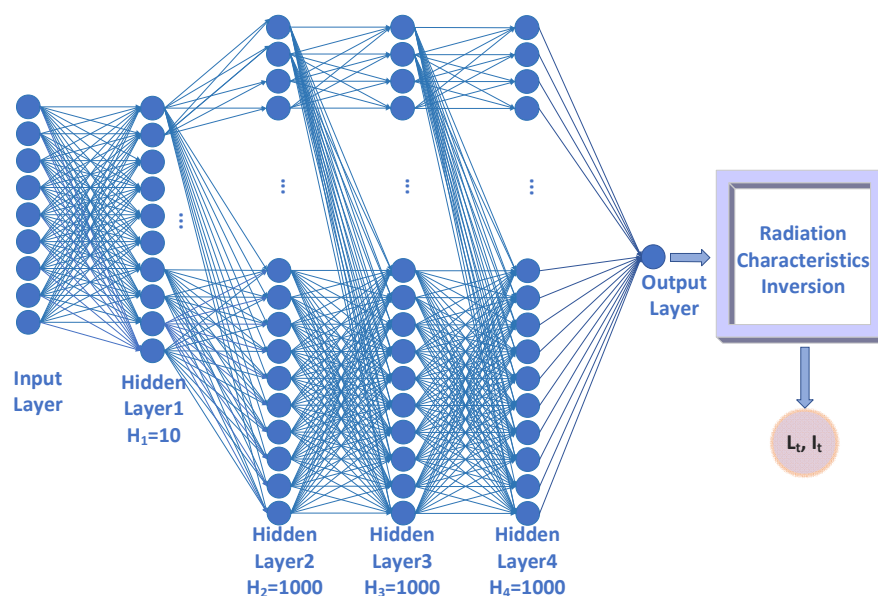 Input
Layer
Hidden
Layer1
H₁=10
...
Hidden
Layer2
H₂=1000
...
Hidden
Layer3
H₃=1000
...
Hidden
Layer4
H₄=1000
...
Output
Layer
Radiation
Characteristics
Inversion
Lₜ, Iₜ